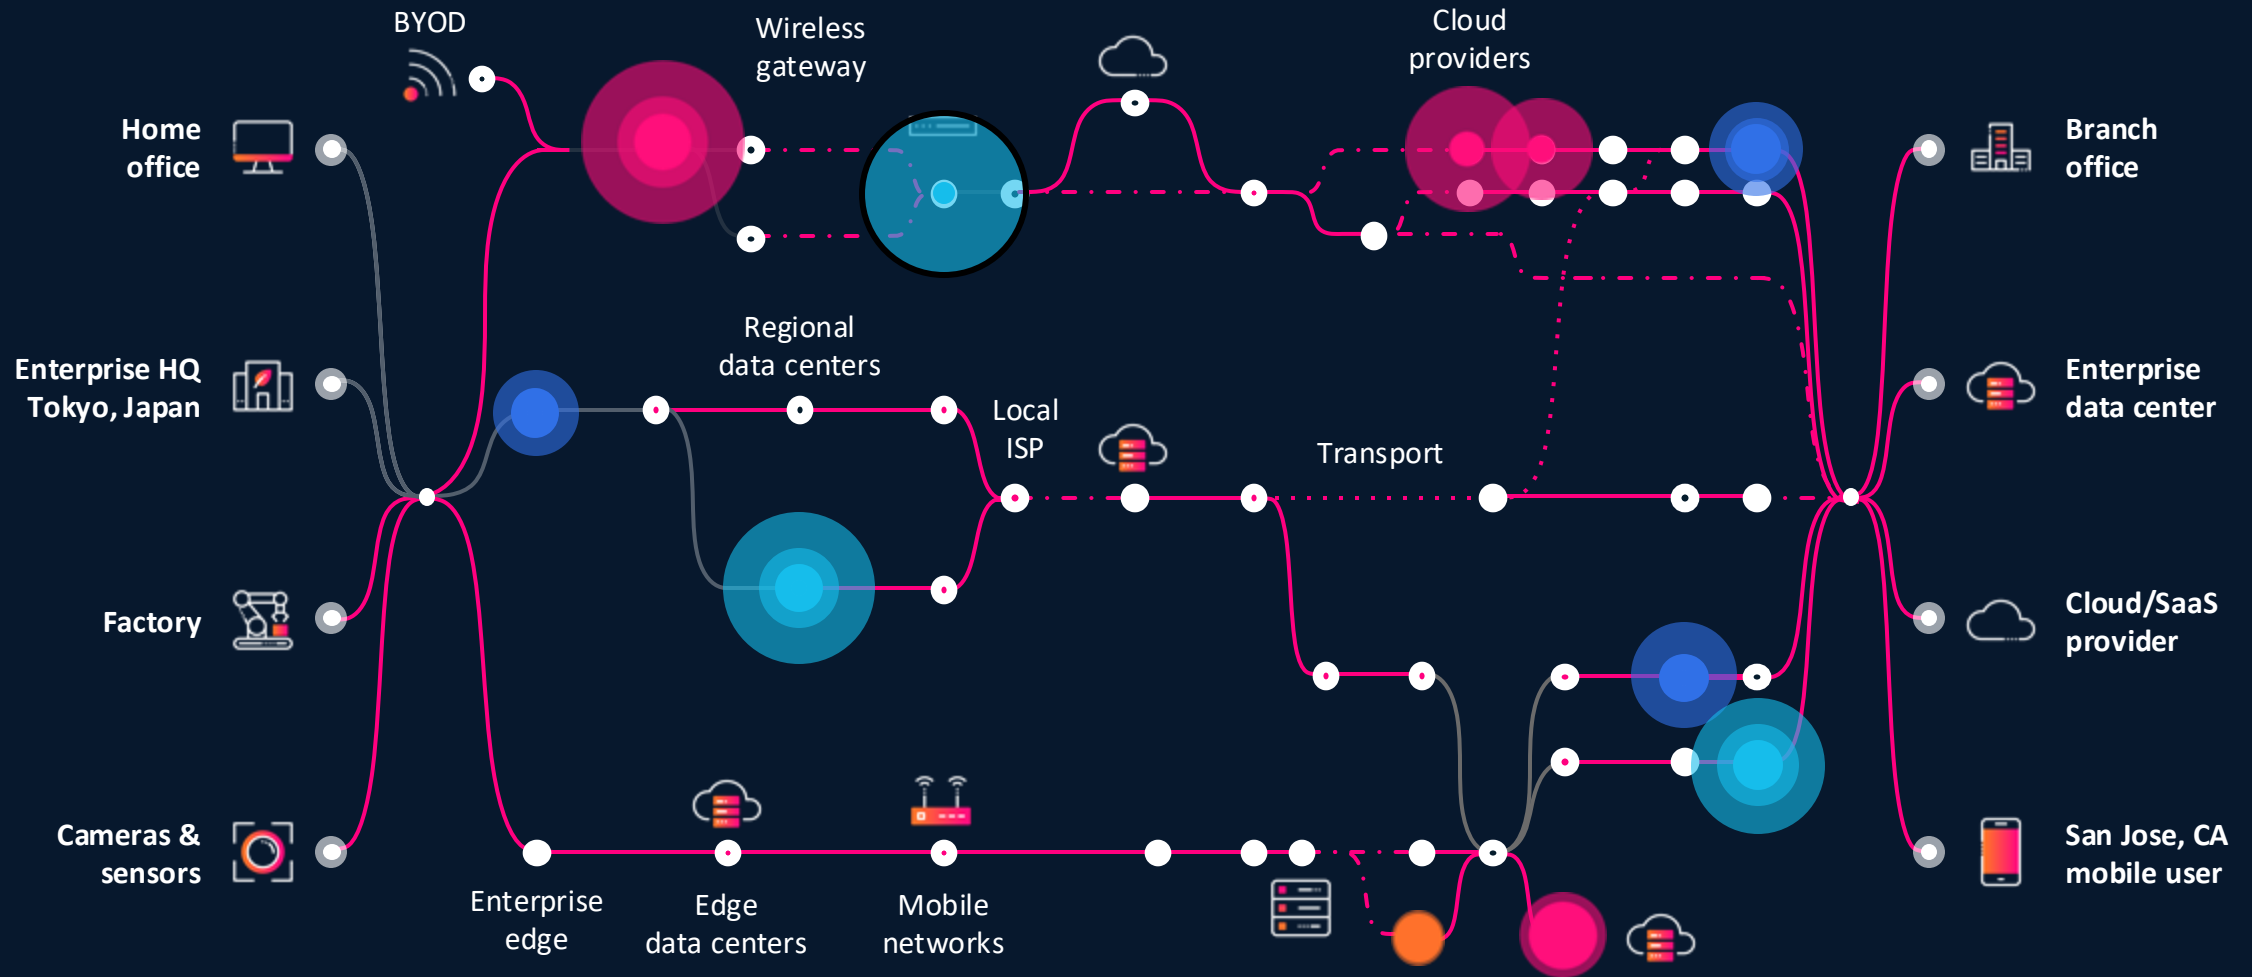 BYOD
Wireless
gateway
Cloud
providers
Home
office
Branch
office
Regional
data centers
Enterprise HQ
Tokyo, Japan
Local
ISP
Transport
Enterprise
data center
Factory
Cloud/SaaS
provider
Cameras &
sensors
Enterprise
edge
Edge
data centers
Mobile
networks
San Jose, CA
mobile user